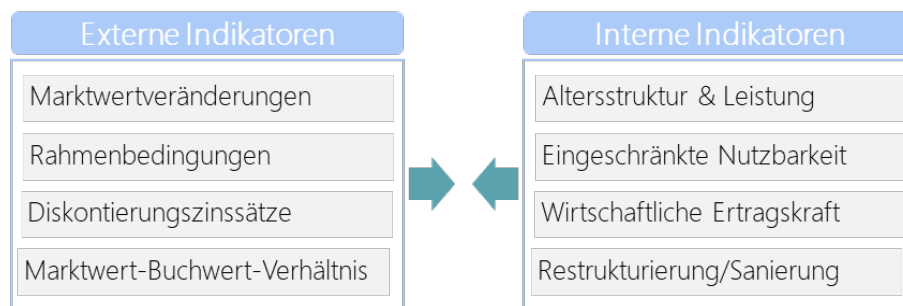 Externe Indikatoren
Marktwertveränderungen
Rahmenbedingungen
Diskontierungszinssätze
Marktwert-Buchwert-Verhältnis
Interne Indikatoren
Altersstruktur & Leistung
Eingeschränkte Nutzbarkeit
Wirtschaftliche Ertragskraft
Restrukturierung/Sanierung